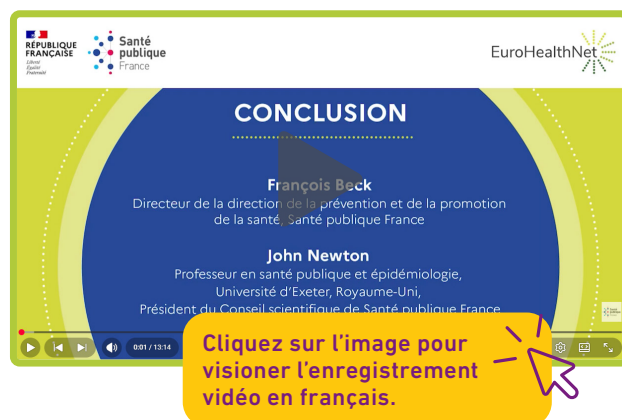 RÉPUBLIQUE
FRANÇAISE
Liberté
Égalité
Fraternité
Santé
publique
France
EuroHealthNet
CONCLUSION
François Beck
Directeur de la direction de la prévention et de la promotion
de la santé, Santé publique France
John Newton
Professeur en santé publique et épidémiologie,
Université d'Exeter, Royaume-Uni,
Président du Conseil scientifique de Santé publique France
0:01 / 13:14
Cliquez sur l'image pour
visioner l'enregistrement
vidéo en français.